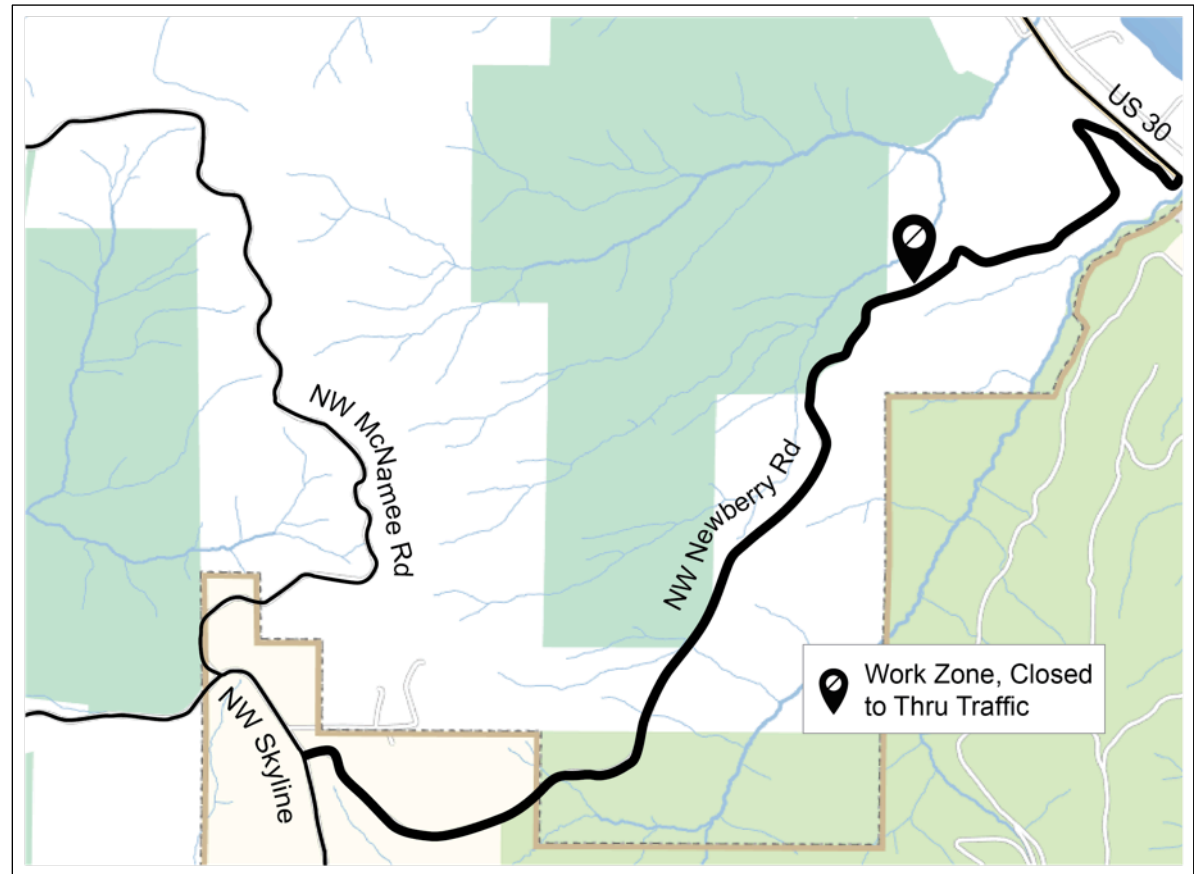 US 30
NW McNamee Rd
NW Newberry Rd
Work Zone, Closed
to Thru Traffic
NW Skyline